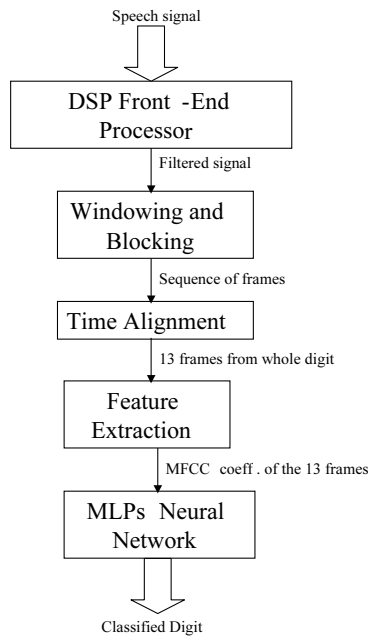 Speech signal
DSP Front -End
Processor
Filtered signal
Windowing and
Blocking
Sequence of frames
Time Alignment
13 frames from whole digit
Feature
Extraction
MFCC coeff . of the 13 frames
MLPs Neural
Network
Classified Digit